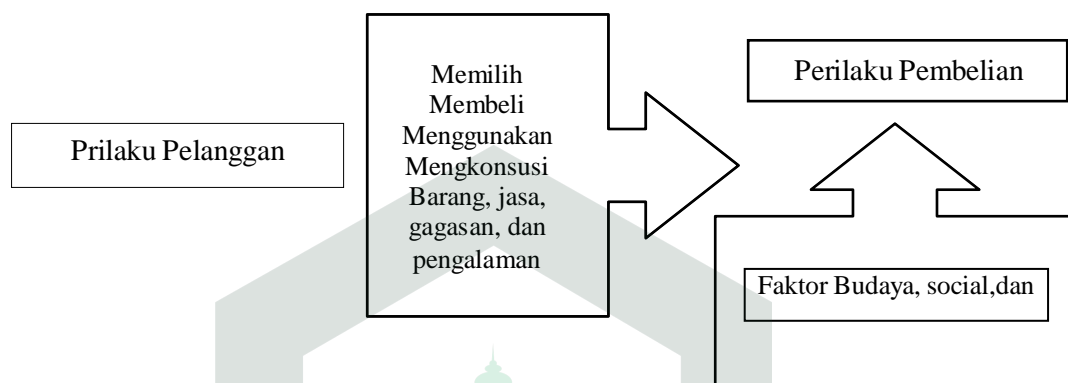 Prilaku Pelanggan
Memilih
Membeli
Menggunakan
Mengkonsusi
Barang, jasa,
gagasan, dan
pengalaman
Perilaku Pembelian
Faktor Budaya, social,dan